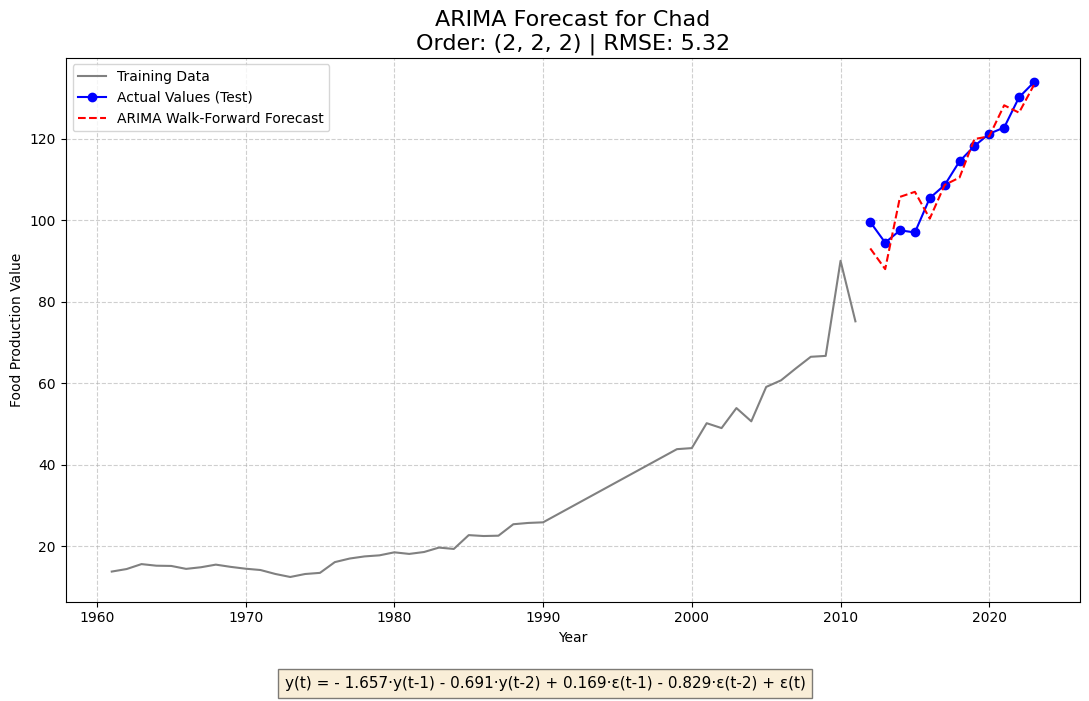 ARIMA Forecast for Chad
Order: (2, 2, 2) | RMSE: 5.32
Training Data
Actual Values (Test)
ARIMA Walk-Forward Forecast
Food Production Value
120
100
80
60
40
20
1960 1970 1980 1990 2000 2010 2020
Year
y(t) = - 1.657·y(t-1) - 0.691·y(t-2) + 0.169·ε(t-1) - 0.829·ε(t-2) + ε(t)